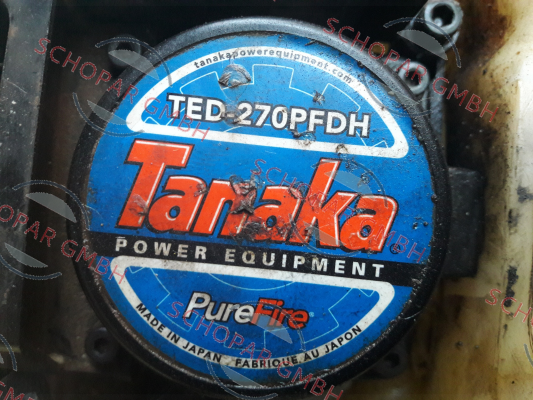 tanakapowerequipment.com
TED-270PFDH
Tanaka
POWER EQUIPMENT
PureFire
MADE IN JAPAN FABRIQUE AU JAPON
SCHOPAR GMBH